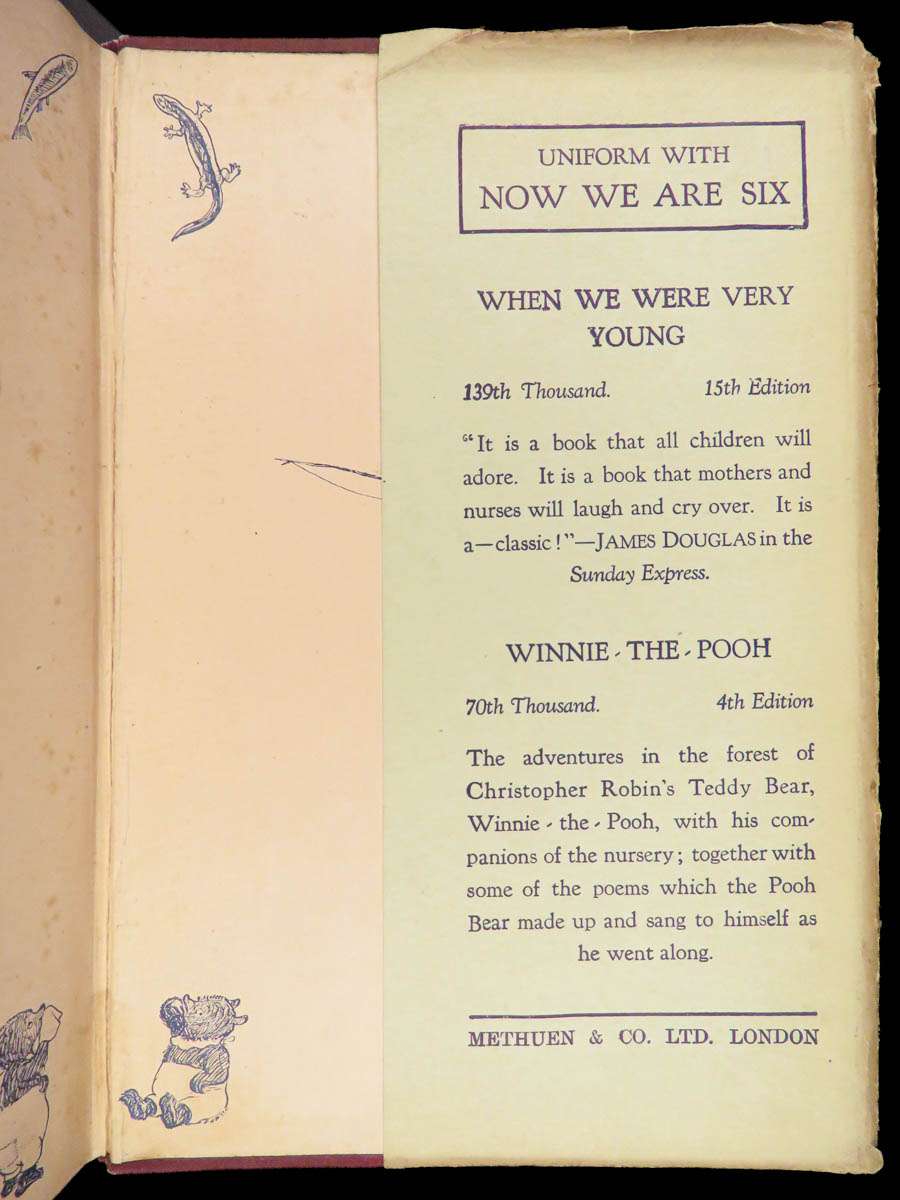 UNIFORM WITH
NOW WE ARE SIX
WHEN WE WERE VERY
YOUNG
139th Thousand. 15th Edition
“It is a book that all children will
adore. It is a book that mothers and
nurses will laugh and cry over. It is
a—classic!”—JAMES DOUGLAS in the
Sunday Express.
WINNIE-THE-POOH
70th Thousand. 4th Edition
The adventures in the forest of
Christopher Robin's Teddy Bear,
Winnie-the-Pooh, with his com-
panions of the nursery; together with
some of the poems which the Pooh
Bear made up and sang to himself as
he went along.
METHUEN & CO. LTD. LONDON